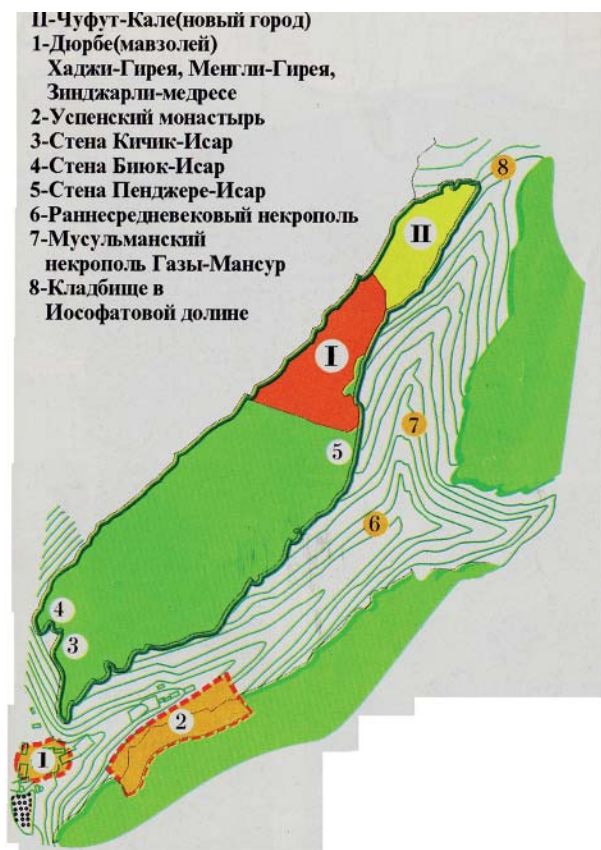 II-Чуфут-Кале(новый город)
1-Дюрбе(мавзолей)
Хаджи-Гирея, Менгли-Гирея,
Зинджарли-медресе
2-Успенский монастырь
3-Стена Кичик-Исар
4-Стена Биюк-Исар
5-Стена Пенджере-Исар
6-Раннесредневековый некрополь
7-Мусульманский
некрополь Газы-Мансур
8-Кладбище в
Иософатовой долине
8
II
I
7
5
6
4
3
2
1